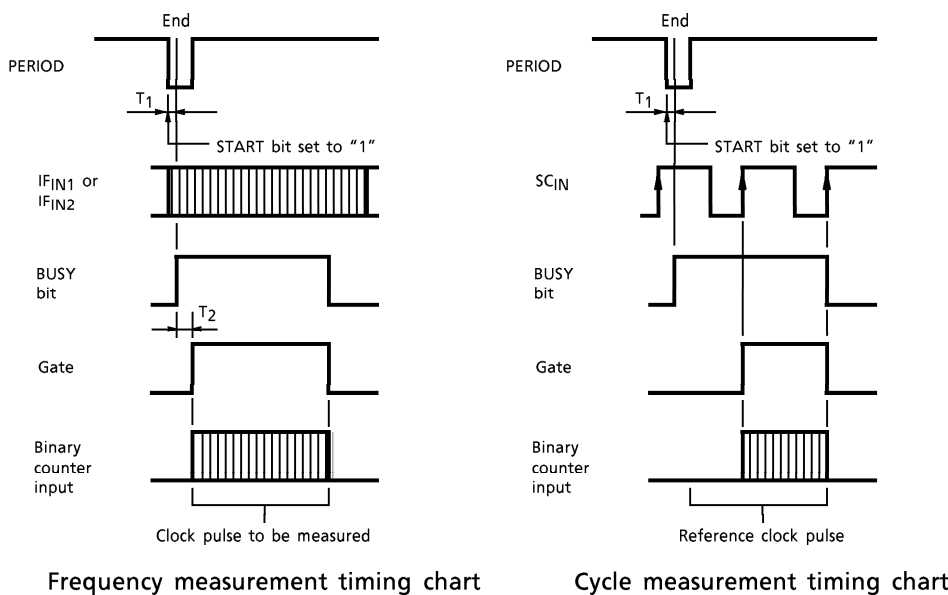 End
PERIOD
T1
START bit set to “1”
IFIN1 or
IFIN2
BUSY
bit
T2
Gate
Binary
counter
input
Clock pulse to be measured
Frequency measurement timing chart
End
PERIOD
T1
START bit set to “1”
SCIN
BUSY
bit
Gate
Binary
counter
input
Reference clock pulse
Cycle measurement timing chart